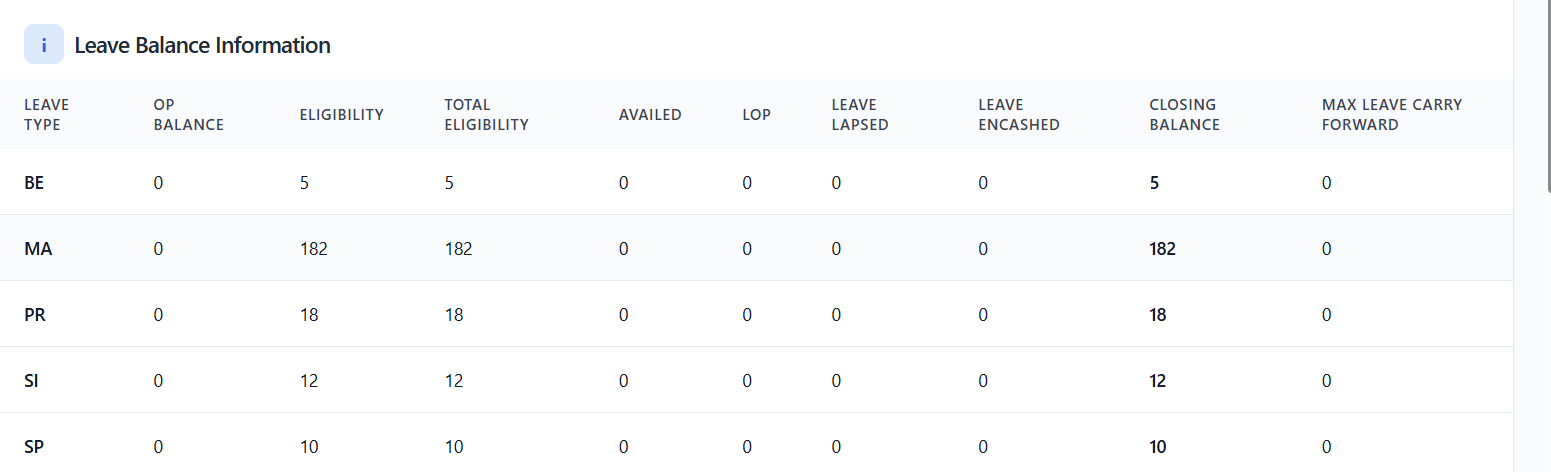 i Leave Balance Information
LEAVE TYPE OP BALANCE ELIGIBILITY TOTAL ELIGIBILITY AVAILED LOP LEAVE LAPSED LEAVE ENCASHED CLOSING BALANCE MAX LEAVE CARRY FORWARD
BE 0 5 5 0 0 0 0 5 0
MA 0 182 182 0 0 0 0 182 0
PR 0 18 18 0 0 0 0 18 0
SI 0 12 12 0 0 0 0 12 0
SP 0 10 10 0 0 0 0 10 0